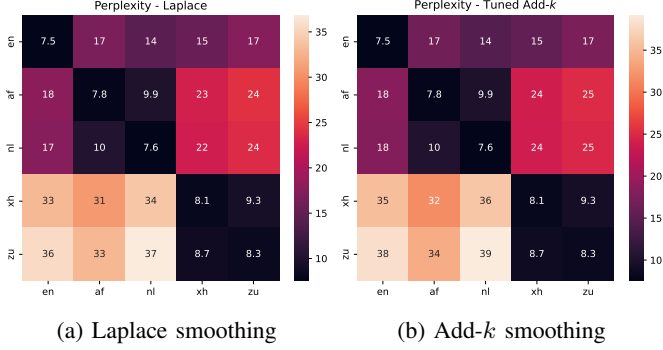 Perplexity - Laplace
en 7.5 17 14 15 17
af 18 7.8 9.9 23 24
nl 17 10 7.6 22 24
xh 33 31 34 8.1 9.3
zu 36 33 37 8.7 8.3
en af nl xh zu
35
30
25
20
15
10
(a) Laplace smoothing
Perplexity - Tuned Add-k
en 7.5 17 14 15 17
af 18 7.8 9.9 24 25
nl 18 10 7.6 24 25
xh 35 32 36 8.1 9.3
zu 38 34 39 8.7 8.3
en af nl xh zu
35
30
25
20
15
10
(b) Add-k smoothing